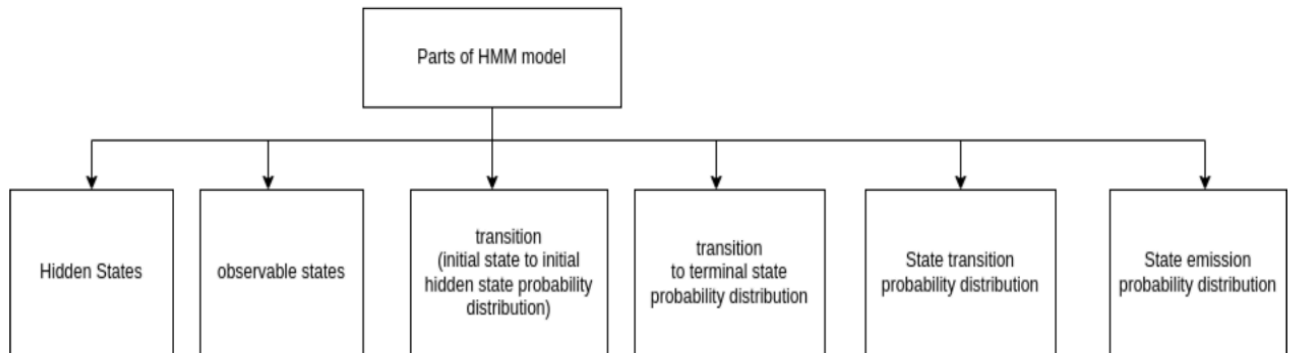 Parts of HMM model
Hidden States
observable states
transition
(initial state to initial
hidden state probability
distribution)
transition
to terminal state
probability distribution
State transition
probability distribution
State emission
probability distribution